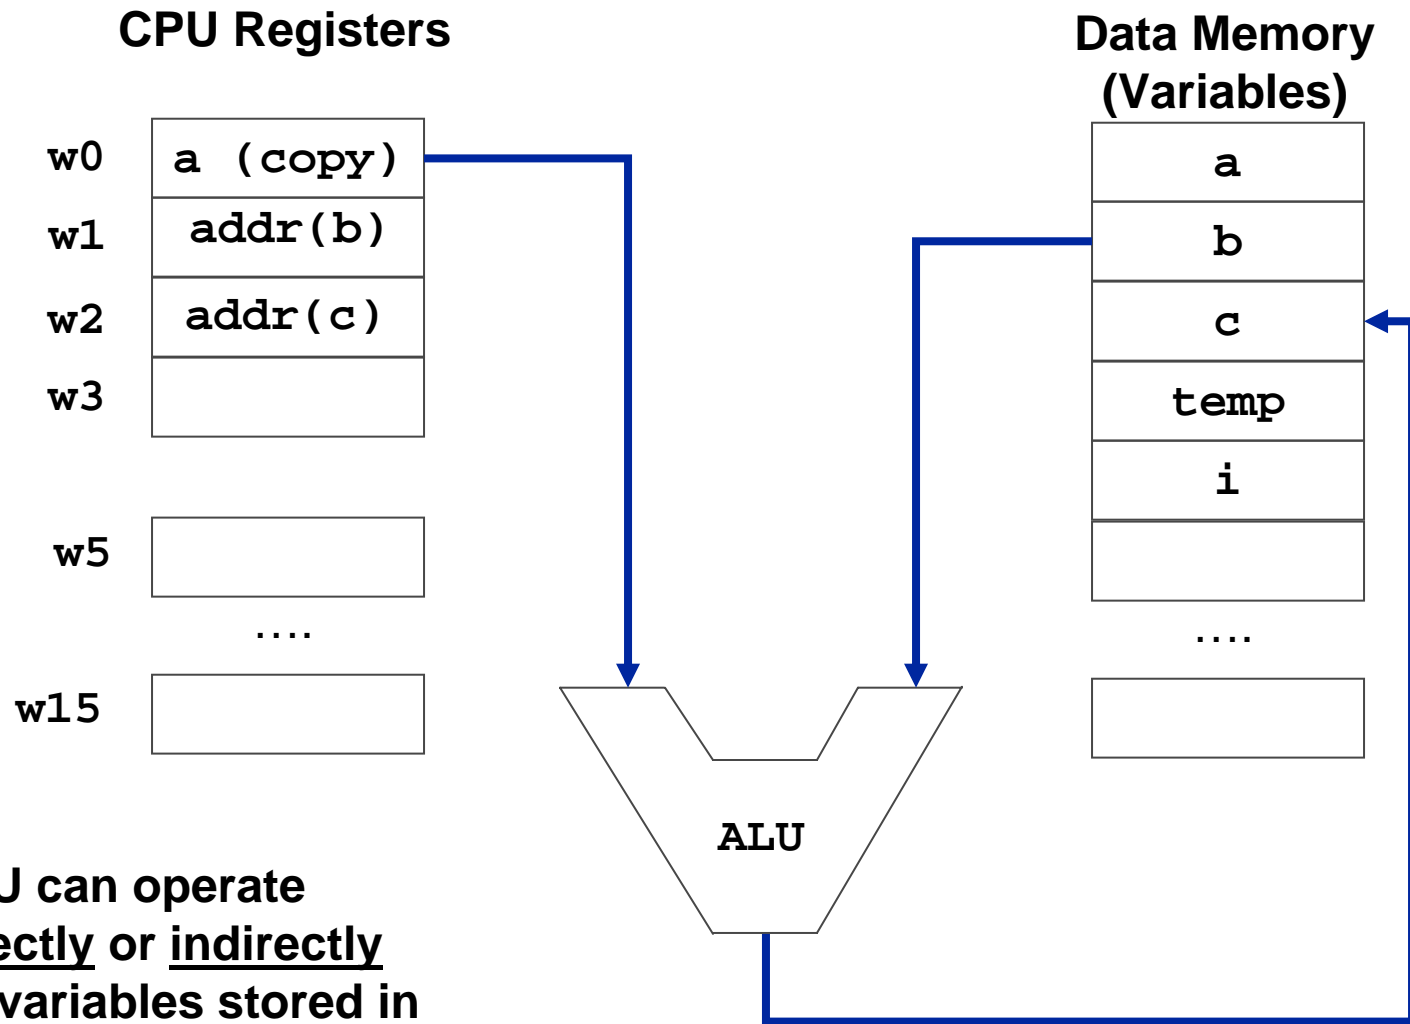 CPU Registers
Data Memory
(Variables)
w0
a (copy)
w1
addr(b)
w2
addr(c)
w3
w5
....
w15
a
b
c
temp
i
....
ALU
U can operate
ectly or indirectly
variables stored in